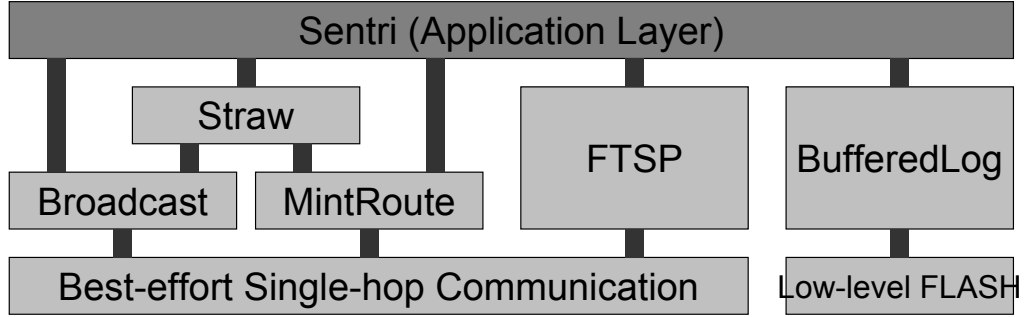 Sentri (Application Layer)
Straw
FTSP
BufferedLog
Broadcast
MintRoute
Best-effort Single-hop Communication
Low-level FLASH